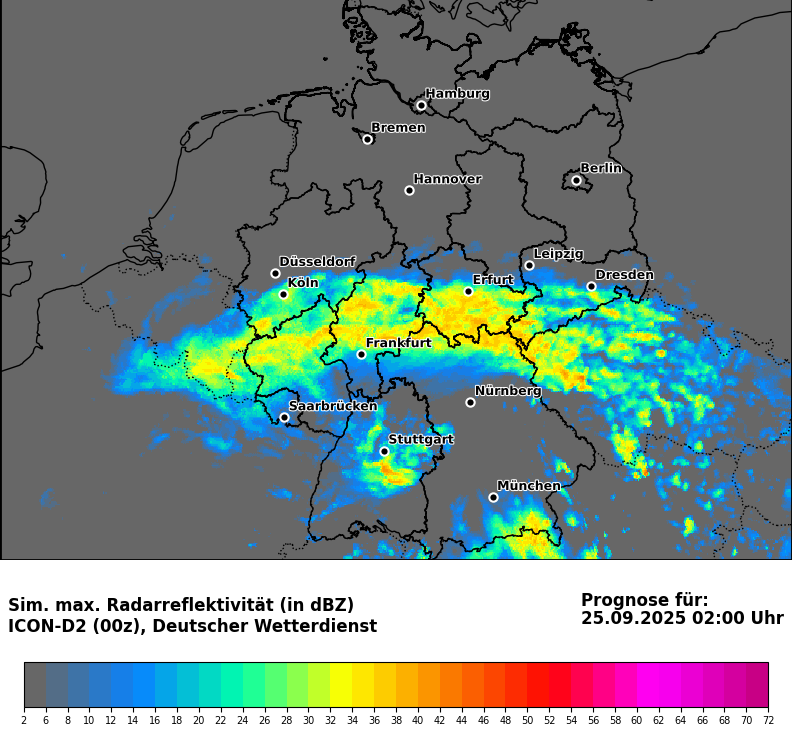 Hamburg
Bremen
Berlin
Hannover
Leipzig
Düsseldorf
Dresden
Köln
Erfurt
Frankfurt
Nürnberg
Saarbrücken
Stuttgart
München
Sim. max. Radarreflektivität (in dBZ)
ICON-D2 (00z), Deutscher Wetterdienst
Prognose für:
25.09.2025 02:00 Uhr
2 6 8 10 12 14 16 18 20 22 24 26 28 30 32 34 36 38 40 42 44 46 48 50 52 54 56 58 60 62 64 66 68 70 72